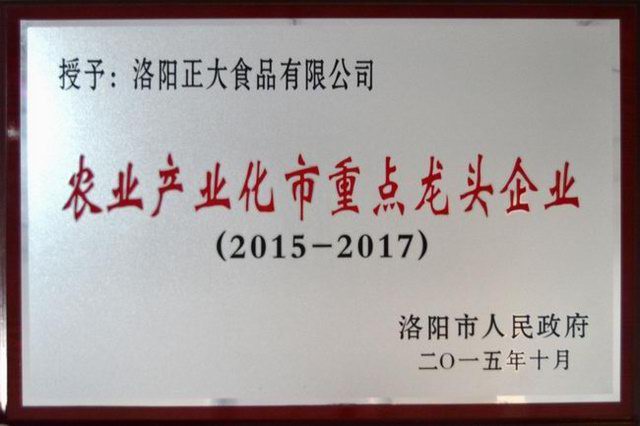 授予：洛阳正大食品有限公司
农业产业化市重点龙头企业
(2015-2017)
洛阳市人民政府
二〇一五年十月